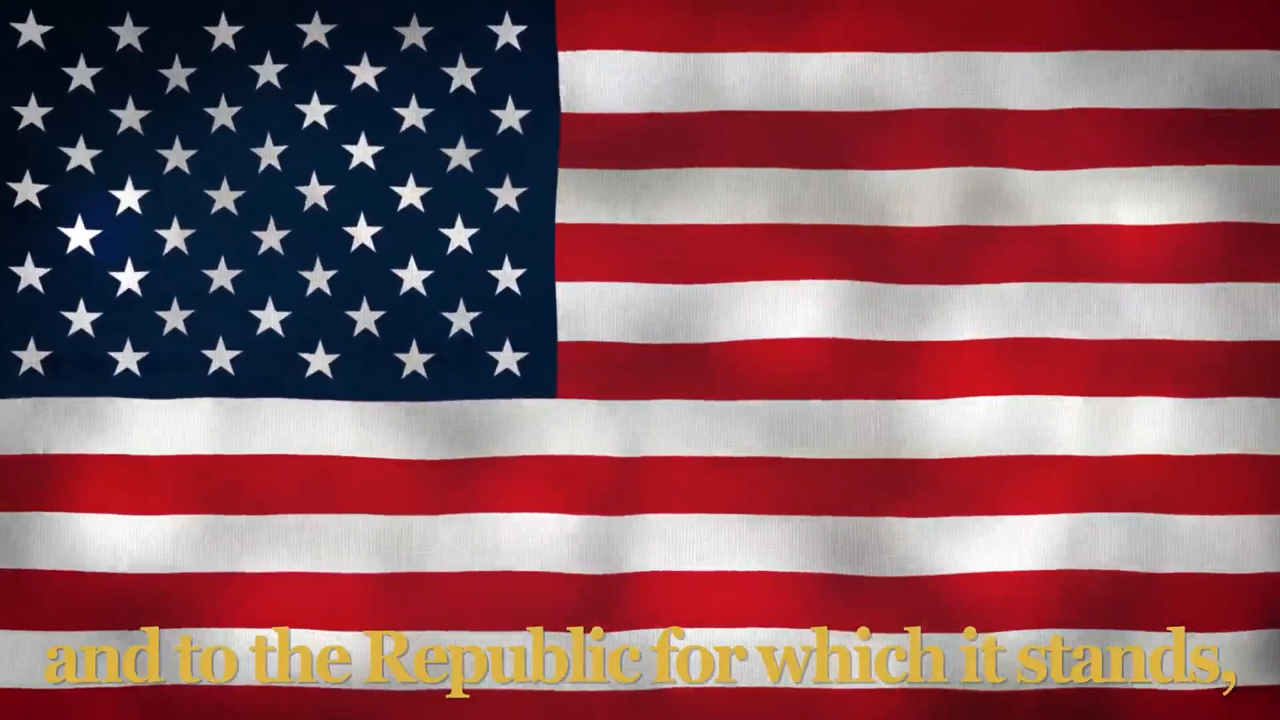 and to the Republic for which it stands,